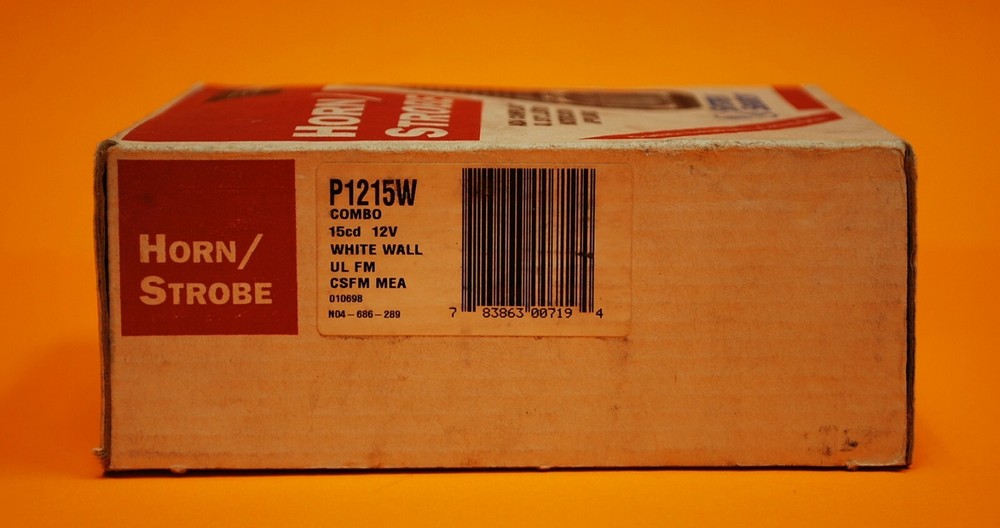 HORN/
STROBE
HORN/
STROBE
P1215W
COMBO
15cd 12V
WHITE WALL
UL FM
CSFM MEA
010698
N04-686-289
7 83863 00719 4